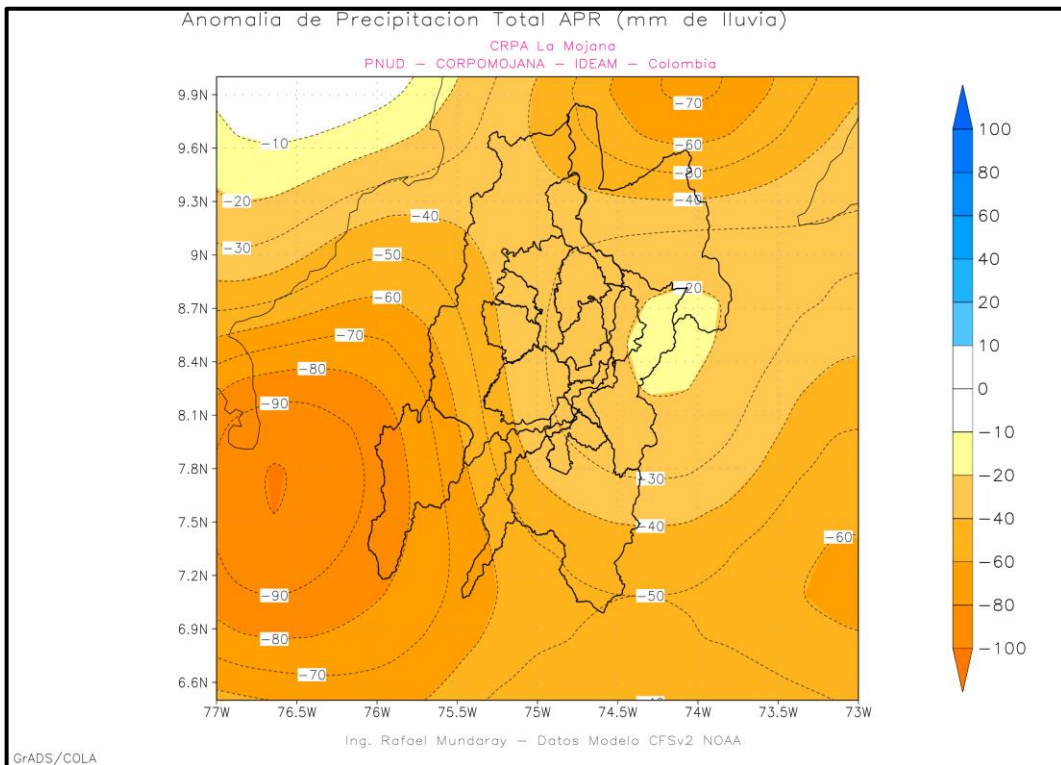 Anomalia de Precipitacion Total APR (mm de lluvia)
CRPA La Mojana
PNUD – CORPOMOJANA – IDEAM – Colombia
9.9N
9.6N
9.3N
9N
8.7N
8.4N
8.1N
7.8N
7.5N
7.2N
6.9N
6.6N
77W 76.5W 76W 75.5W 75W 74.5W 74W 73.5W 73W
-10
-20
-30
-40
-50
-60
-70
-80
-90
-90
-80
-70
-70
-60
-50
-40
-20
-30
-40
-50
-60
-40
100
80
60
40
20
10
0
-10
-20
-40
-60
-80
-100
Ing. Rafael Mundaray – Datos Modelo CFSv2 NOAA
GrADS/COLA